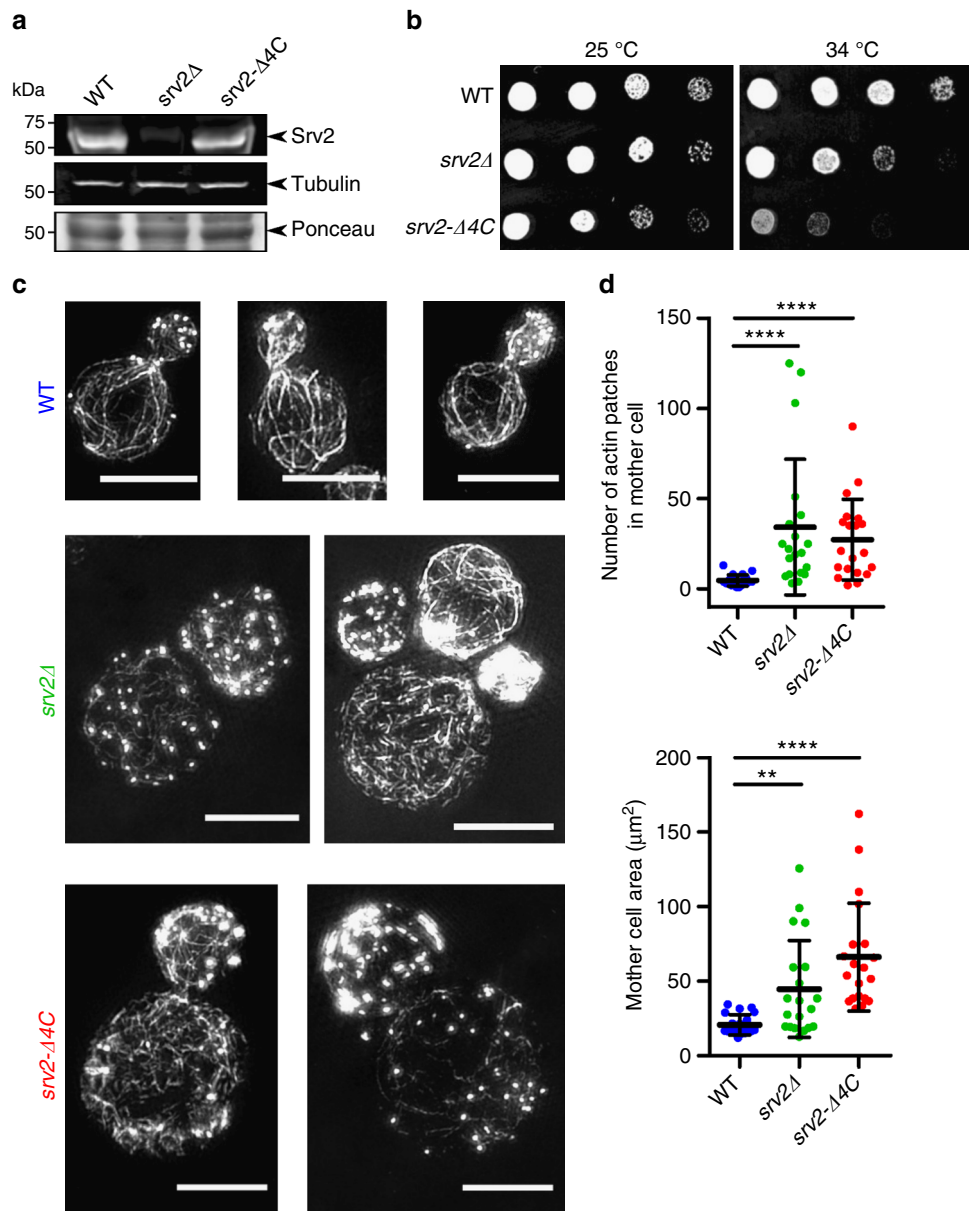 a
kDa
WT
srv2Δ
srv2-Δ4C
75
50
Srv2
50
Tubulin
50
Ponceau
b
25 °C
34 °C
WT
srv2Δ
srv2-Δ4C
c
WT
srv2Δ
srv2-Δ4C
d
Number of actin patches
in mother cell
150
100
50
0
****
****
WT
srv2Δ
srv2-Δ4C
Mother cell area (μm²)
200
150
100
50
0
****
**
WT
srv2Δ
srv2-Δ4C